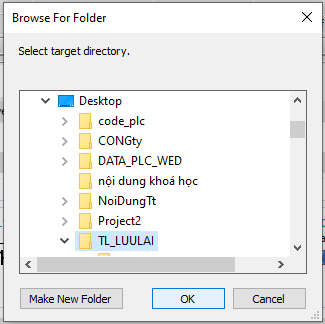 Browse For Folder
Select target directory.
Desktop
code_plc
CONGty
DATA_PLC_WED
nội dung khoá học
NoiDungTt
Project2
TL_LUULAI
Make New Folder
OK
Cancel